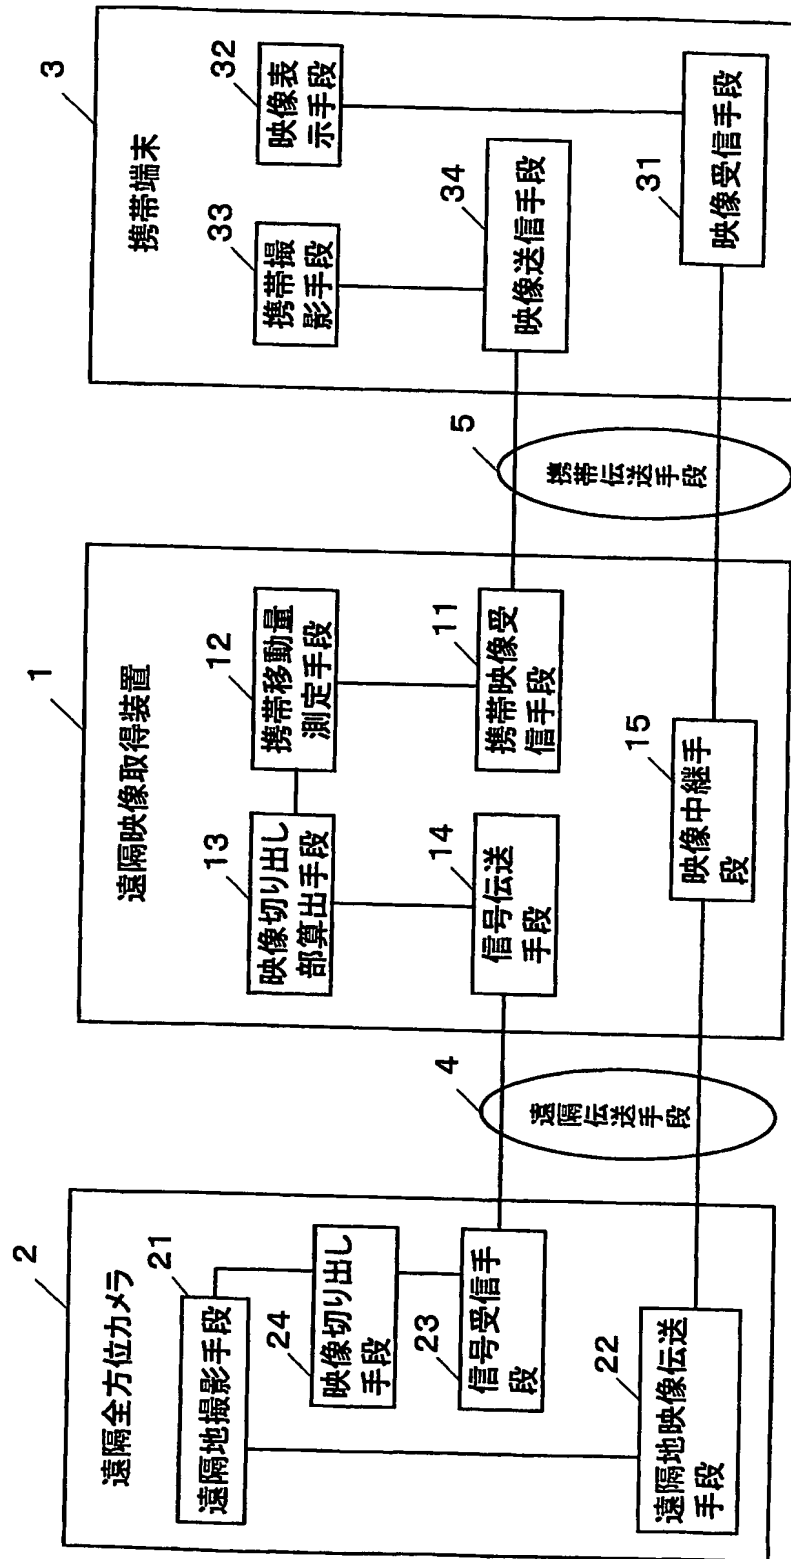 2
遠隔全方位カメラ
21
遠隔地撮影手段
24
映像切り出し
手段
23
信号受信手
段
22
遠隔地映像伝送
手段
4
遠隔伝送手段
1
遠隔映像取得装置
13
映像切り出し
部算出手段
12
携帯移動量
測定手段
14
信号伝送
手段
11
携帯映像受
信手段
15
映像中継手
段
5
携帯伝送手段
3
携帯端末
33
携帯撮
影手段
32
映像表
示手段
34
映像送信手段
31
映像受信手段